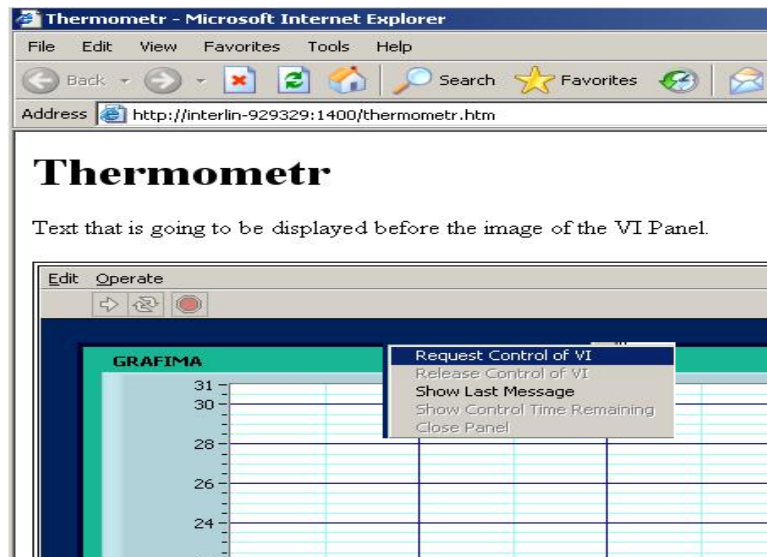 Thermometr - Microsoft Internet Explorer
File Edit View Favorites Tools Help
Back Search Favorites
Address http://interlin-929329:1400/thermometr.htm
Thermometr
Text that is going to be displayed before the image of the VI Panel.
Edit Operate
GRAFIMA
Request Control of VI
Release Control of VI
Show Last Message
Show Control Time Remaining
Close Panel
31
30
28
26
24